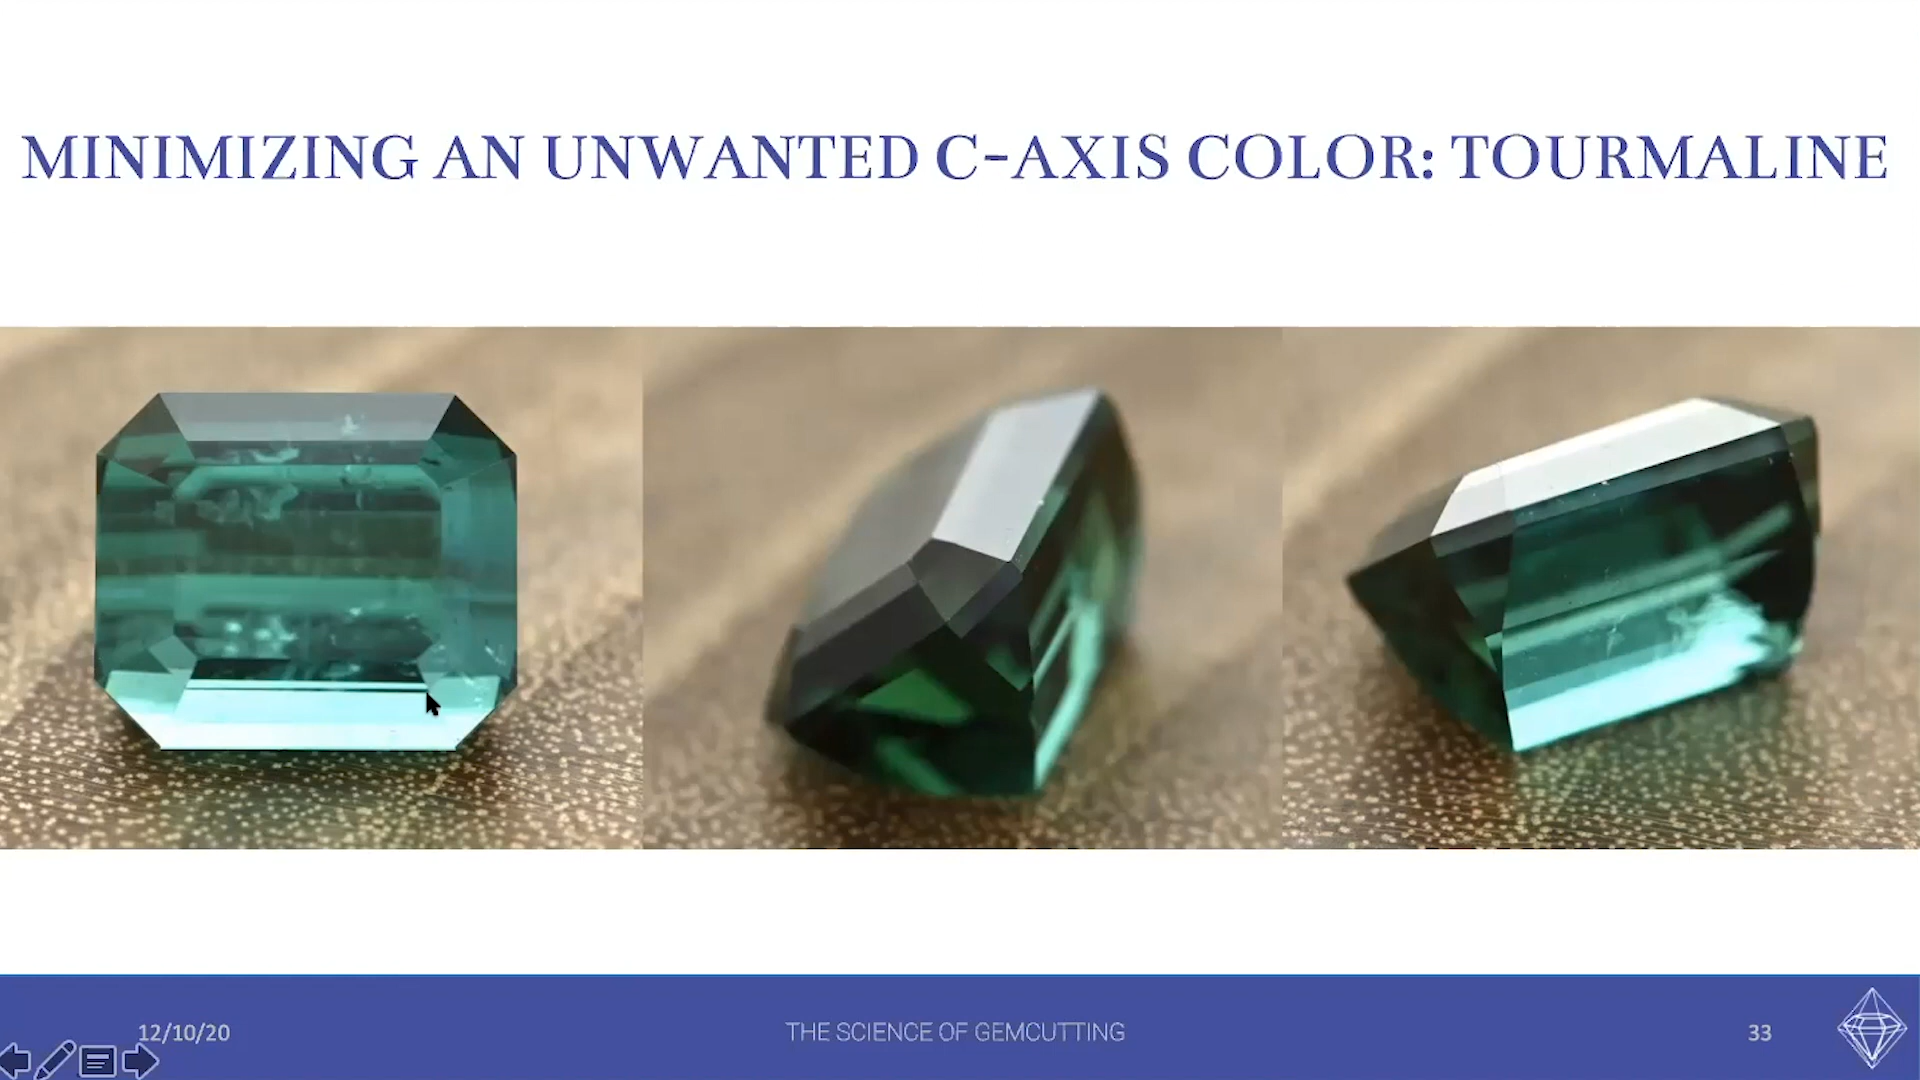 MINIMIZING AN UNWANTED C-AXIS COLOR: TOURMALINE
12/10/20
THE SCIENCE OF GEMCUTTING
33